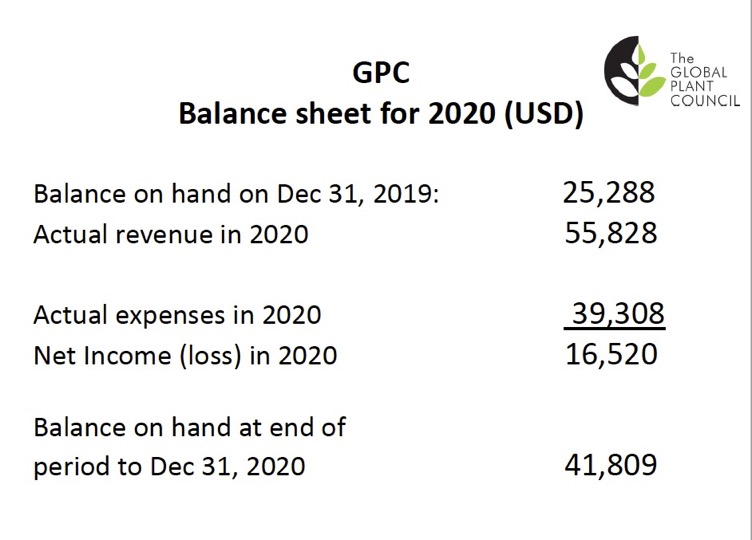 GPC
Balance sheet for 2020 (USD)
The
GLOBAL
PLANT
COUNCIL
Balance on hand on Dec 31, 2019: 25,288
Actual revenue in 2020 55,828
Actual expenses in 2020 39,308
Net Income (loss) in 2020 16,520
Balance on hand at end of
period to Dec 31, 2020 41,809